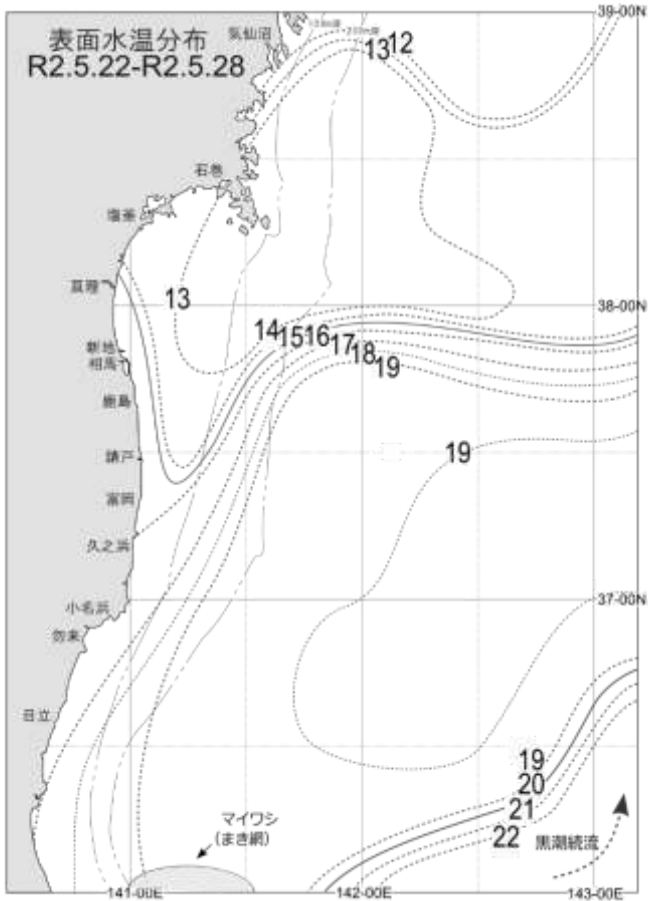 表面水温分布
R2.5.22-R2.5.28
気仙沼
39-00N
13
12
石巻
塩釜
亘理
13
38-00N
14
15
16
17
18
19
新地
相馬
鹿島
請戸
19
富岡
久之浜
37-00N
小名浜
勿来
日立
19
20
21
22
マイワシ
(まき網)
黒潮続流
141-00E
142-00E
143-00E